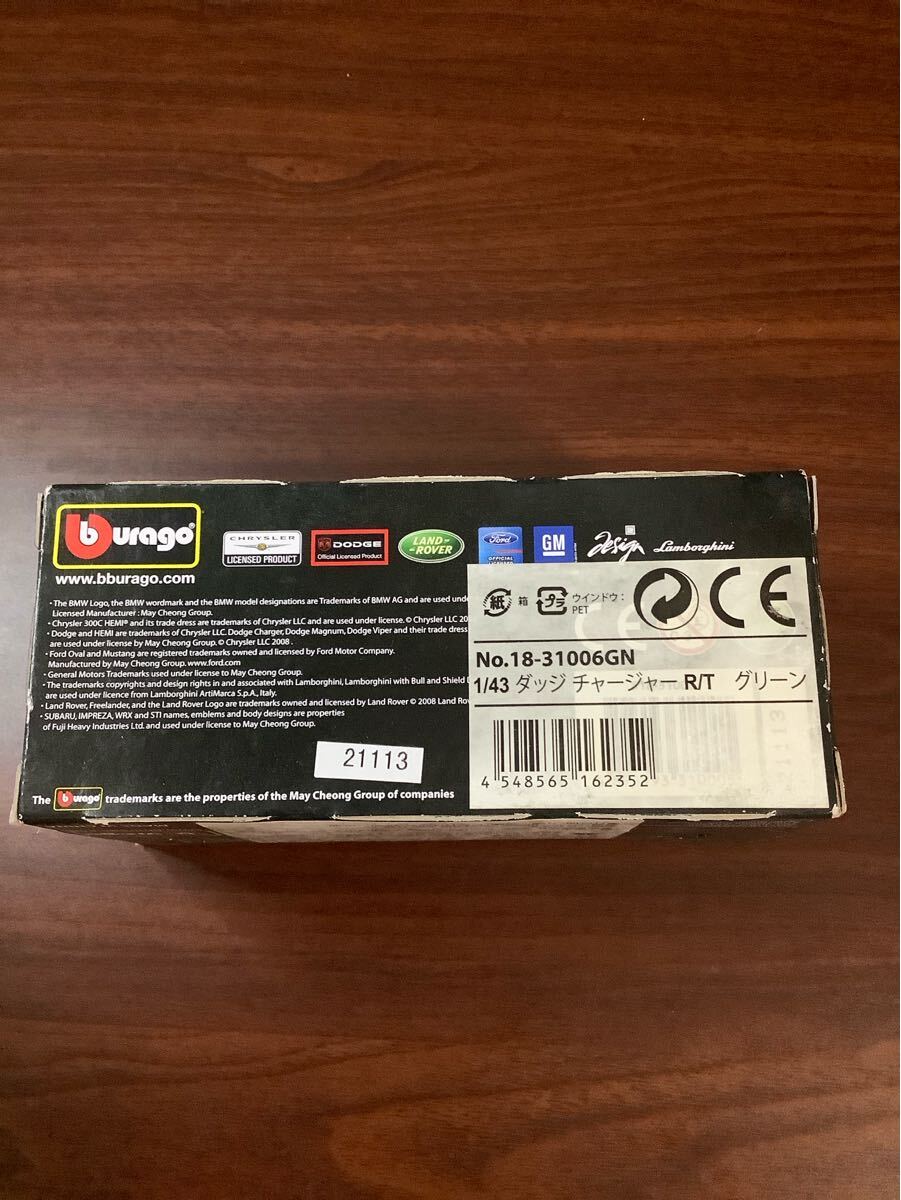 bburago®
www.bburago.com
CHRYSLER
LICENSED PRODUCT
DODGE
Official Licensed Product
LAND ROVER
Ford
OFFICIAL
GM
Design
Lamborghini
• The BMW Logo, the BMW wordmark and the BMW model designations are Trademarks of BMW AG and are used under
Licensed Manufacturer : May Cheong Group.
• Chrysler 300C HEMI® and its trade dress are trademarks of Chrysler LLC and are used under license. © Chrysler LLC 20
• Dodge and HEMI are trademarks of Chrysler LLC. Dodge Charger, Dodge Magnum, Dodge Viper and their trade dress
are used under license by May Cheong Group. © Chrysler LLC 2008 .
• Ford Oval and Mustang are registered trademarks owned and licensed by Ford Motor Company.
Manufactured by May Cheong Group. www.ford.com
• General Motors Trademarks used under license to May Cheong Group.
• The trademarks copyrights and design rights in and associated with Lamborghini, Lamborghini with Bull and Shield
are used under licence from Lamborghini ArtiMarca S.p.A., Italy.
• Land Rover, Freelander, and the Land Rover Logo are trademarks owned and licensed by Land Rover © 2008 Land Rov
• SUBARU, IMPREZA, WRX and STI names, emblems and body designs are properties
of Fuji Heavy Industries Ltd. and used under license to May Cheong Group.
21113
The bburago trademarks are the properties of the May Cheong Group of companies
紙 箱 プラ ウインドウ：
PET
CE
No.18-31006GN
1/43 ダッジ チャージャー R/T グリーン
4 548565 162352